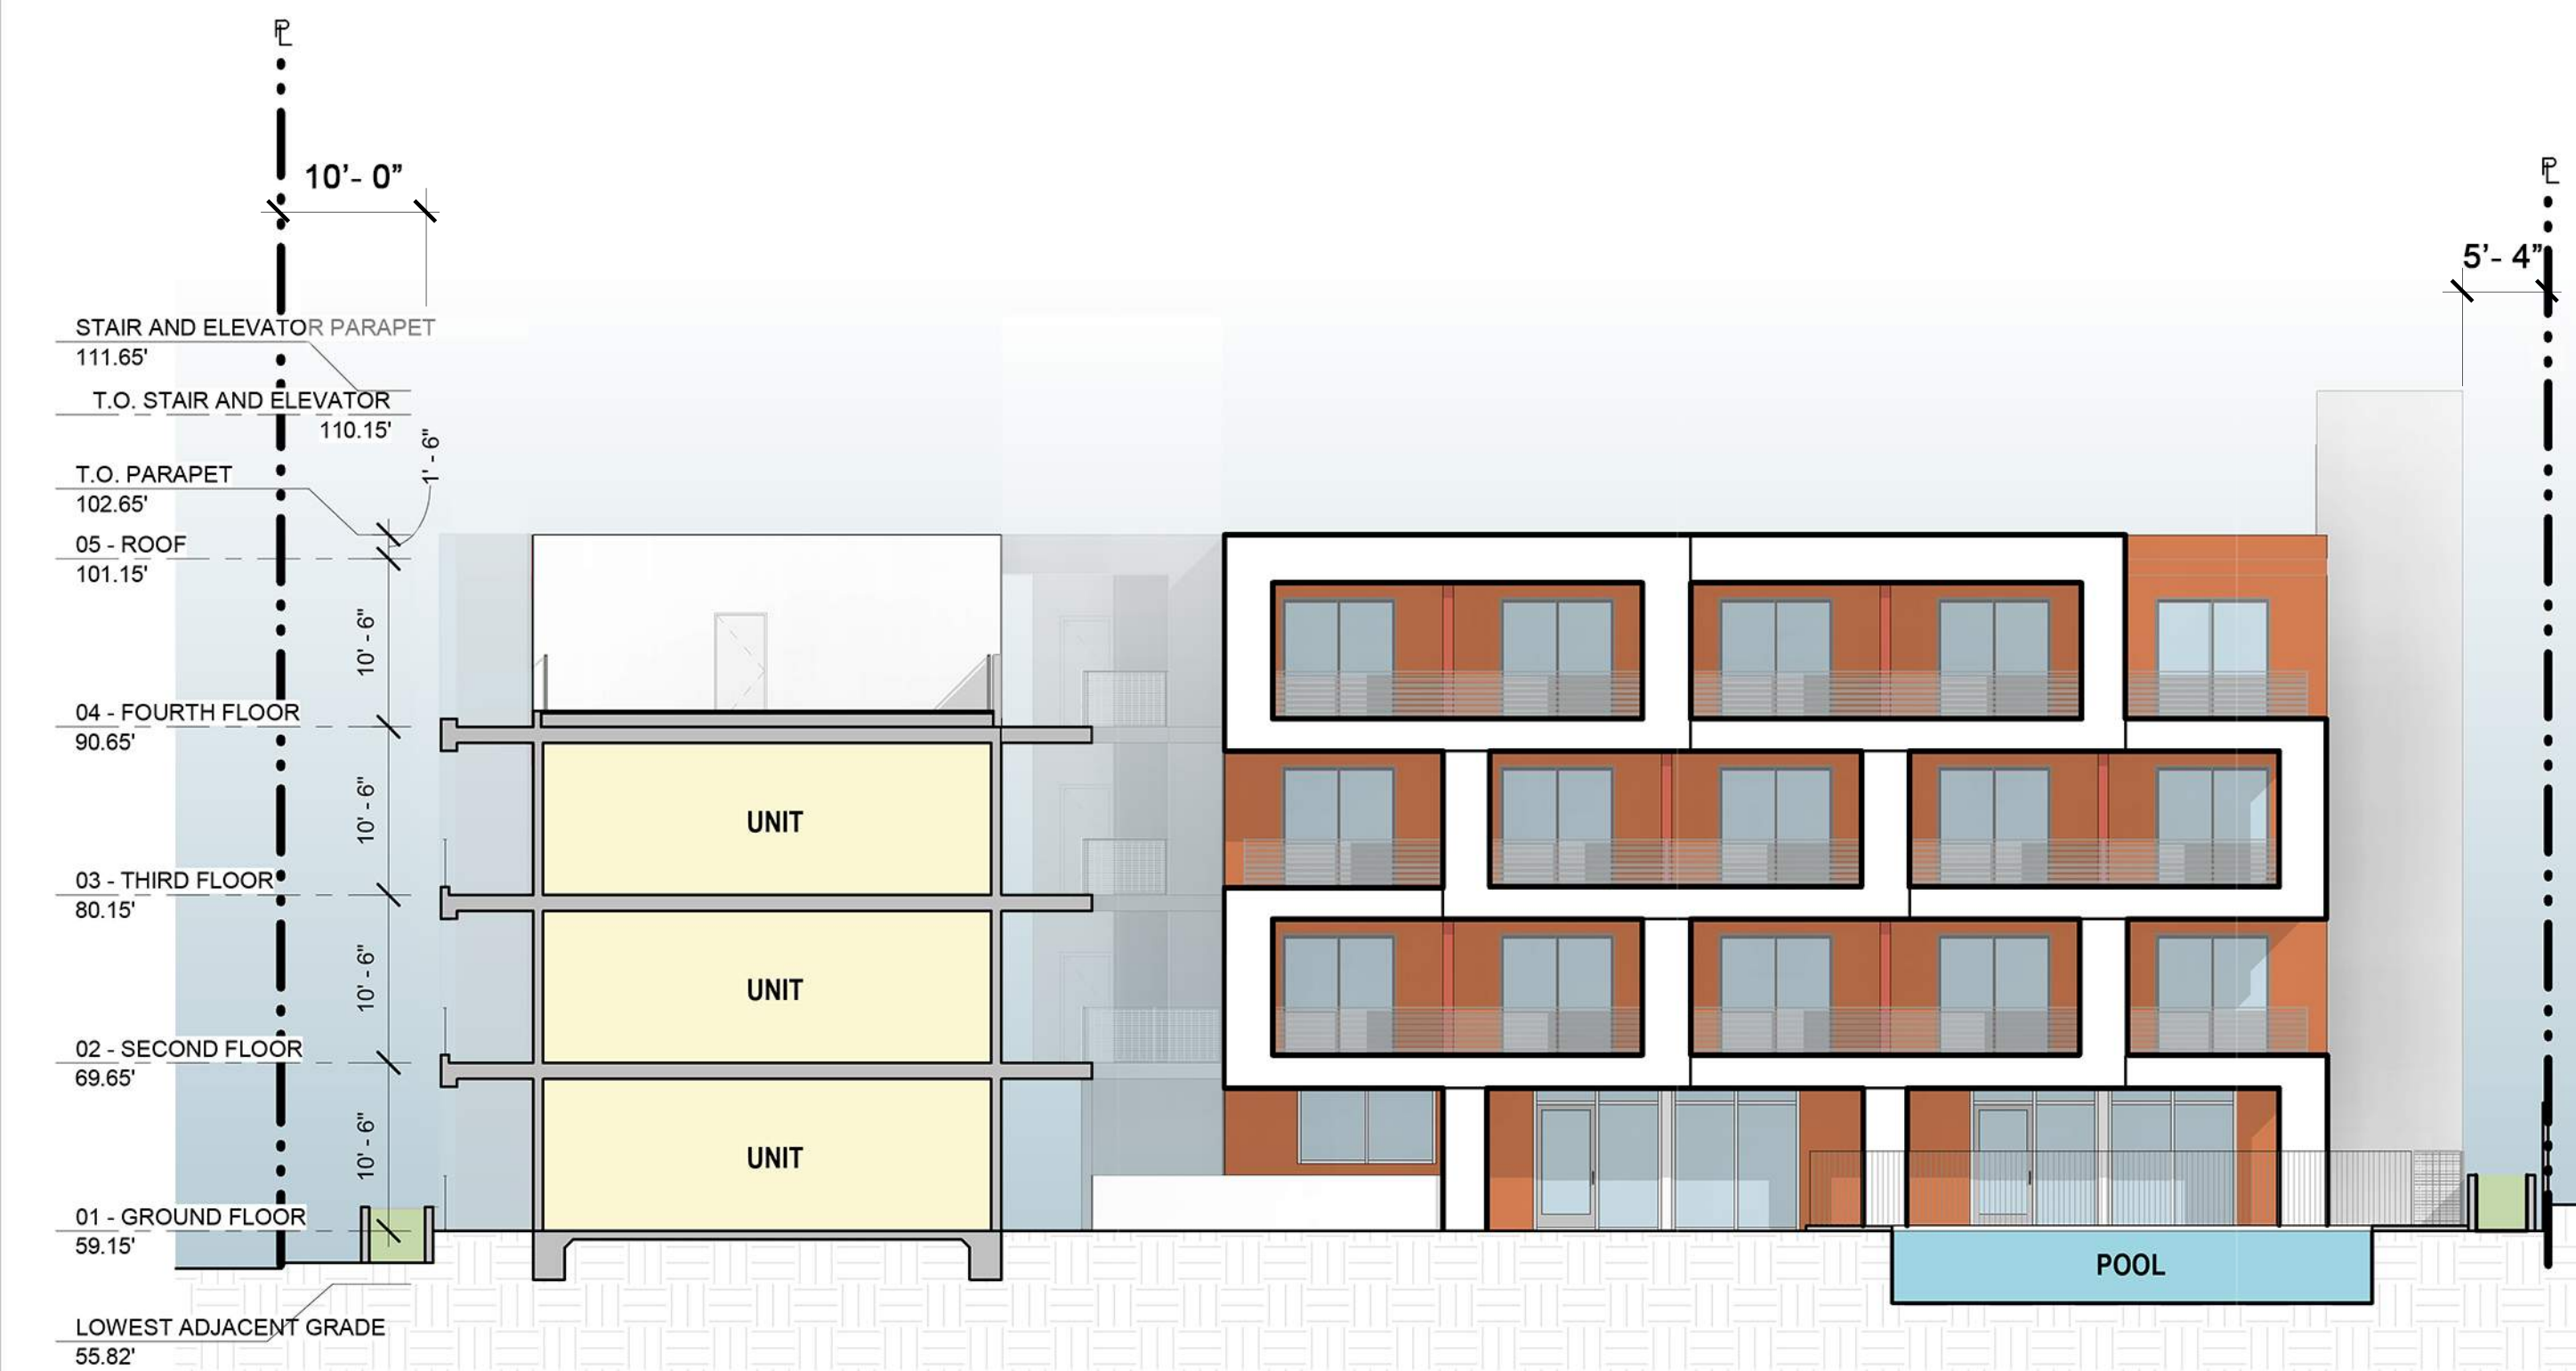 PL
PL
10’- 0”
5’- 4”
STAIR AND ELEVATOR PARAPET
111.65'
T.O. STAIR AND ELEVATOR
110.15'
1' - 6"
T.O. PARAPET
102.65'
05 - ROOF
101.15'
10' - 6"
04 - FOURTH FLOOR
90.65'
10' - 6"
UNIT
03 - THIRD FLOOR
80.15'
10' - 6"
UNIT
02 - SECOND FLOOR
69.65'
10' - 6"
UNIT
01 - GROUND FLOOR
59.15'
POOL
LOWEST ADJACENT GRADE
55.82'